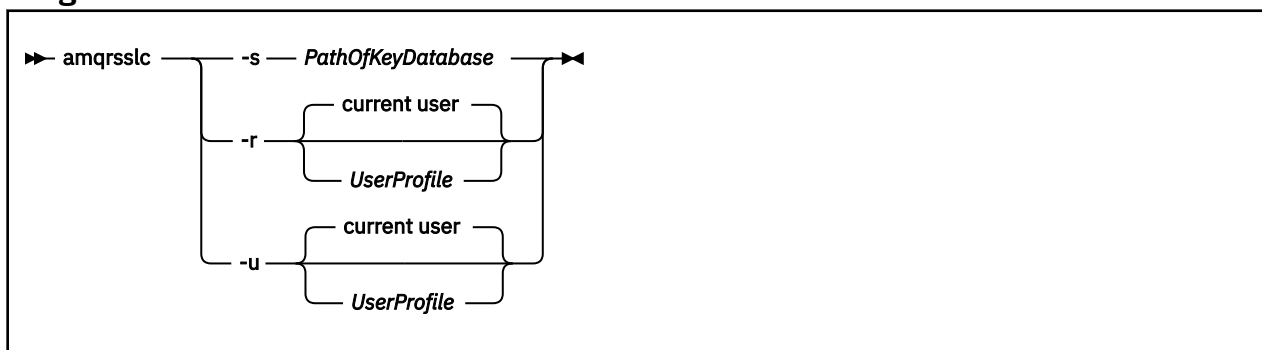 amqrsslc -s PathOfKeyDatabase
current user
-r
UserProfile
current user
-u
UserProfile